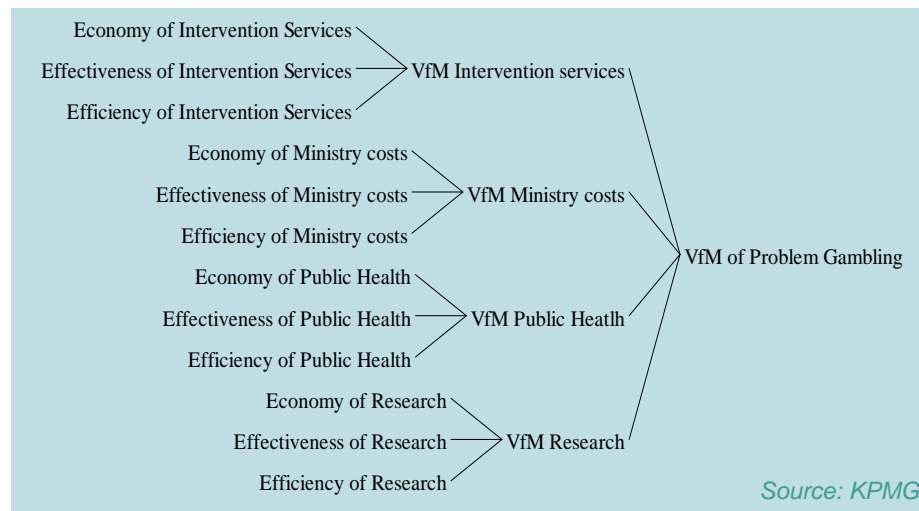 Economy of Intervention Services
Effectiveness of Intervention Services
VfM Intervention services
Efficiency of Intervention Services
Economy of Ministry costs
Effectiveness of Ministry costs
VfM Ministry costs
Efficiency of Ministry costs
VfM of Problem Gambling
Economy of Public Health
Effectiveness of Public Health
VfM Public Heatlh
Efficiency of Public Health
Economy of Research
Effectiveness of Research
VfM Research
Efficiency of Research
Source: KPMG